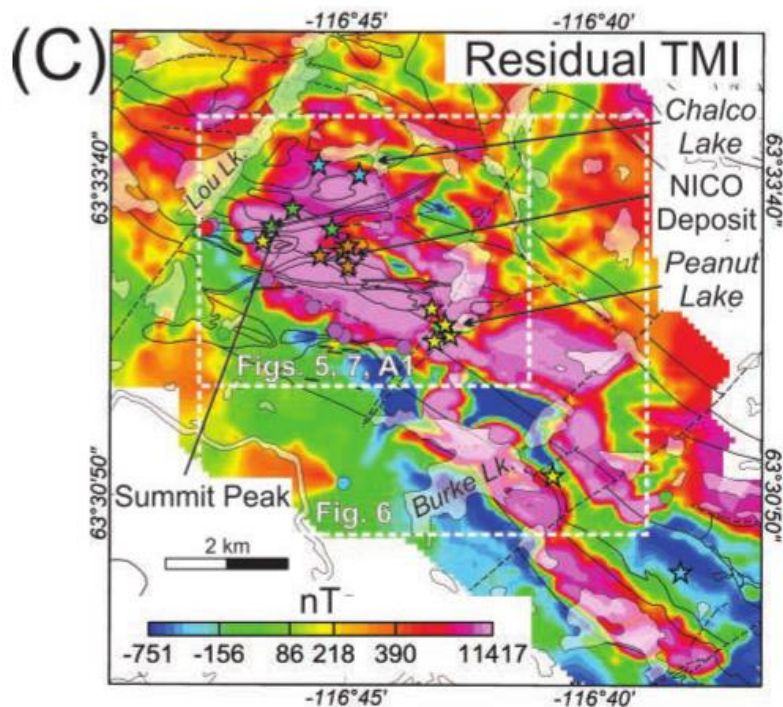 -116°45'
-116°40'
(C)
Residual TMI
Chalco
Lake
63°33'40"
63°33'40"
Lou Lk.
NICO
Deposit
Peanut
Lake
Figs. 5, 7, A1
Summit Peak
Burke Lk.
63°30'50"
63°30'50"
Fig. 6
2 km
nT
-751 -156 86 218 390 11417
-116°45'
-116°40'